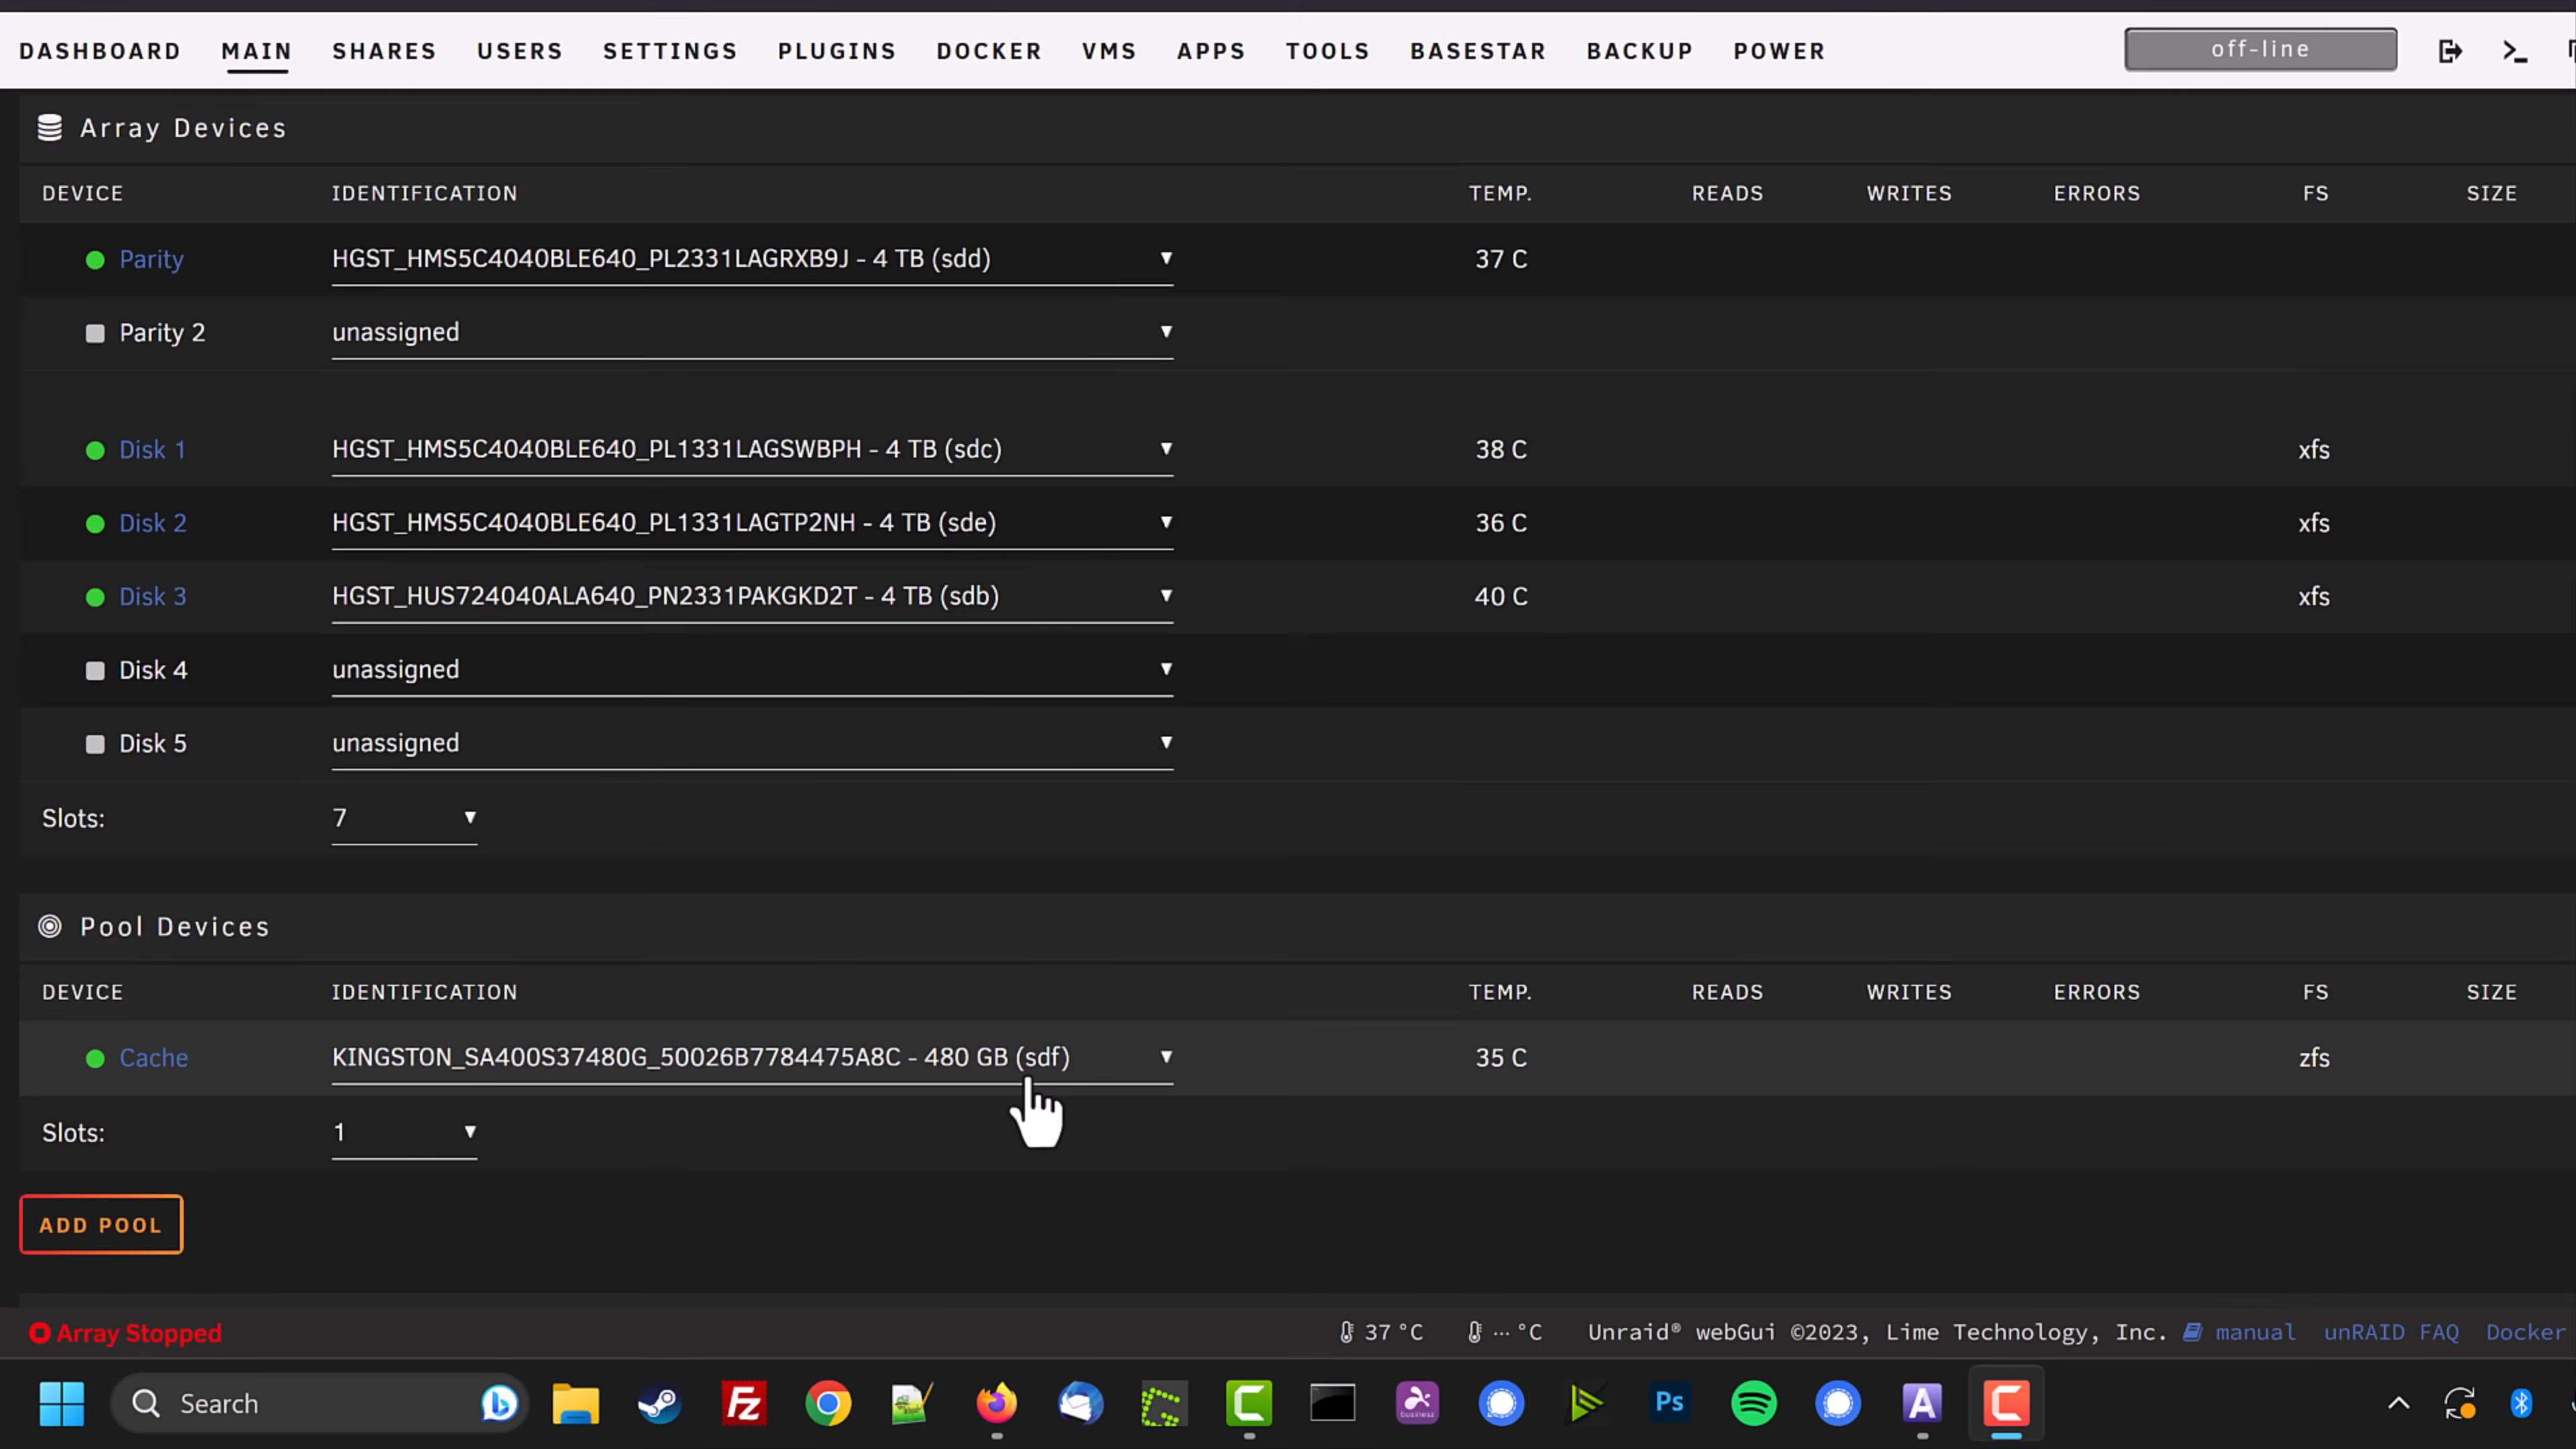 DASHBOARD MAIN SHARES USERS SETTINGS PLUGINS DOCKER VMS APPS TOOLS BASESTAR BACKUP POWER off-line
Array Devices
DEVICE IDENTIFICATION TEMP. READS WRITES ERRORS FS SIZE
Parity HGST_HMS5C4040BLE640_PL2331LAGRXB9J - 4 TB (sdd) 37 C
Parity 2 unassigned
Disk 1 HGST_HMS5C4040BLE640_PL1331LAGSWBPH - 4 TB (sdc) 38 C xfs
Disk 2 HGST_HMS5C4040BLE640_PL1331LAGTP2NH - 4 TB (sde) 36 C xfs
Disk 3 HGST_HUS724040ALA640_PN2331PAKGKD2T - 4 TB (sdb) 40 C xfs
Disk 4 unassigned
Disk 5 unassigned
Slots: 7
Pool Devices
DEVICE IDENTIFICATION TEMP. READS WRITES ERRORS FS SIZE
Cache KINGSTON_SA400S37480G_50026B7784475A8C - 480 GB (sdf) 35 C zfs
Slots: 1
ADD POOL
Array Stopped 37 °C ... °C Unraid® webGui ©2023, Lime Technology, Inc. manual unRAID FAQ Docker
Search Fz business Ps